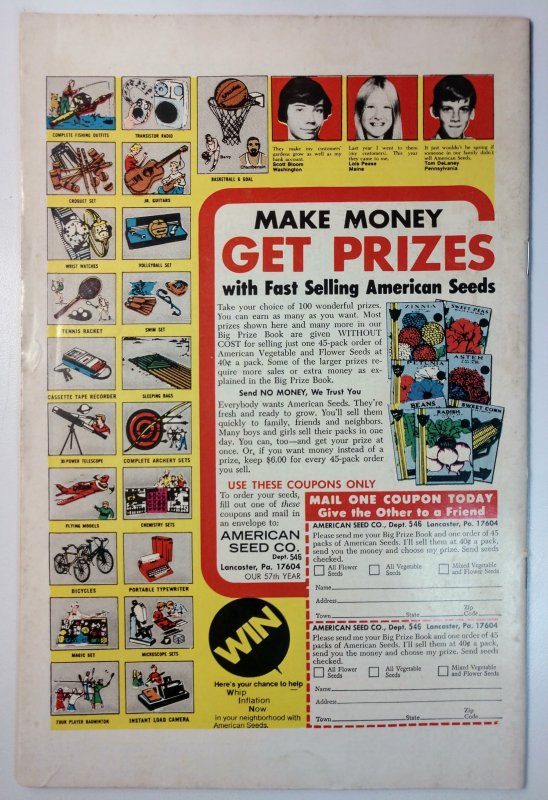 COMPLETE FISHING OUTFITS
TRANSISTOR RADIO
CROQUET SET
JR. GUITARS
WRIST WATCHES
VOLLEYBALL SET
TENNIS RACKET
SWIM SET
CASSETTE TAPE RECORDER
SLEEPING BAGS
30 POWER TELESCOPE
COMPLETE ARCHERY SETS
FLYING MODELS
CHEMISTRY SETS
BICYCLES
PORTABLE TYPEWRITER
MAGIC SET
MICROSCOPE SETS
FOUR PLAYER BADMINTON
INSTANT LOAD CAMERA
Spalding
Barry
Chamberlain
BASKETBALL & GOAL
They make my customers'
gardens grow as well as my
bank account.
Scott Bloom
Washington
Last year I went to them
(my customers). This year
they came to me.
Lois Pease
Maine
It just wouldn't be spring if
someone in our family didn't
sell American Seeds.
Tom DeLaney
Pennsylvania
MAKE MONEY
GET PRIZES
with Fast Selling American Seeds
Take your choice of 100 wonderful prizes.
You can earn as many as you want. Most
prizes shown here and many more in our
Big Prize Book are given WITHOUT
COST for selling just one 45-pack order of
American Vegetable and Flower Seeds at
40¢ a pack. Some of the larger prizes re-
quire more sales or extra money as ex-
plained in the Big Prize Book.
Send NO MONEY, We Trust You
Everybody wants American Seeds. They're
fresh and ready to grow. You'll sell them
quickly to family, friends and neighbors.
Many boys and girls sell their packs in one
day. You can, too—and get your prize at
once. Or, if you want money instead of a
prize, keep $6.00 for every 45-pack order
you sell.
ZINNIA
SWEET PEAS
PETUNIA
ASTER
BEANS
RADISH
SWEET CORN
USE THESE COUPONS ONLY
To order your seeds,
fill out one of these
coupons and mail in
an envelope to:
AMERICAN
SEED CO.
Dept. 546
Lancaster, Pa. 17604
OUR 57th YEAR
MAIL ONE COUPON TODAY
Give the Other to a Friend
AMERICAN SEED CO., Dept. 546 Lancaster, Pa. 17604
Please send me your Big Prize Book and one order of 45
packs of American Seeds. I'll sell them at 40¢ a pack,
send you the money and choose my prize. Send seeds
checked.
All Flower Seeds
All Vegetable Seeds
Mixed Vegetable and Flower Seeds
Name
Address
Town State Zip Code
AMERICAN SEED CO., Dept. 546 Lancaster, Pa. 17604
Please send me your Big Prize Book and one order of 45
packs of American Seeds. I'll sell them at 40¢ a pack,
send you the money and choose my prize. Send seeds
checked.
All Flower Seeds
All Vegetable Seeds
Mixed Vegetable and Flower Seeds
Name
Address
Town State Zip Code
WIN
Here's your chance to help
Whip
Inflation
Now
in your neighborhood with
American Seeds.